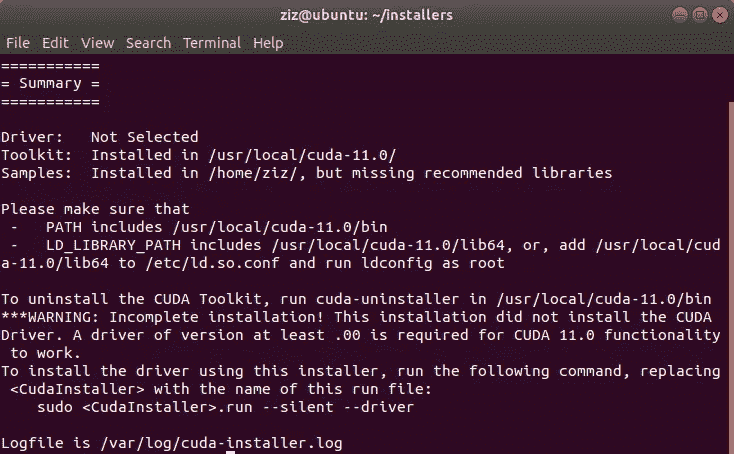 ziz@ubuntu: ~/installers
File Edit View Search Terminal Help
===========
= Summary =
===========
Driver:   Not Selected
Toolkit:  Installed in /usr/local/cuda-11.0/
Samples:  Installed in /home/ziz/, but missing recommended libraries
Please make sure that
 -   PATH includes /usr/local/cuda-11.0/bin
 -   LD_LIBRARY_PATH includes /usr/local/cuda-11.0/lib64, or, add /usr/local/cud
a-11.0/lib64 to /etc/ld.so.conf and run ldconfig as root
To uninstall the CUDA Toolkit, run cuda-uninstaller in /usr/local/cuda-11.0/bin
***WARNING: Incomplete installation! This installation did not install the CUDA
Driver. A driver of version at least .00 is required for CUDA 11.0 functionality
 to work.
To install the driver using this installer, run the following command, replacing
 <CudaInstaller> with the name of this run file:
    sudo <CudaInstaller>.run --silent --driver
Logfile is /var/log/cuda-installer.log